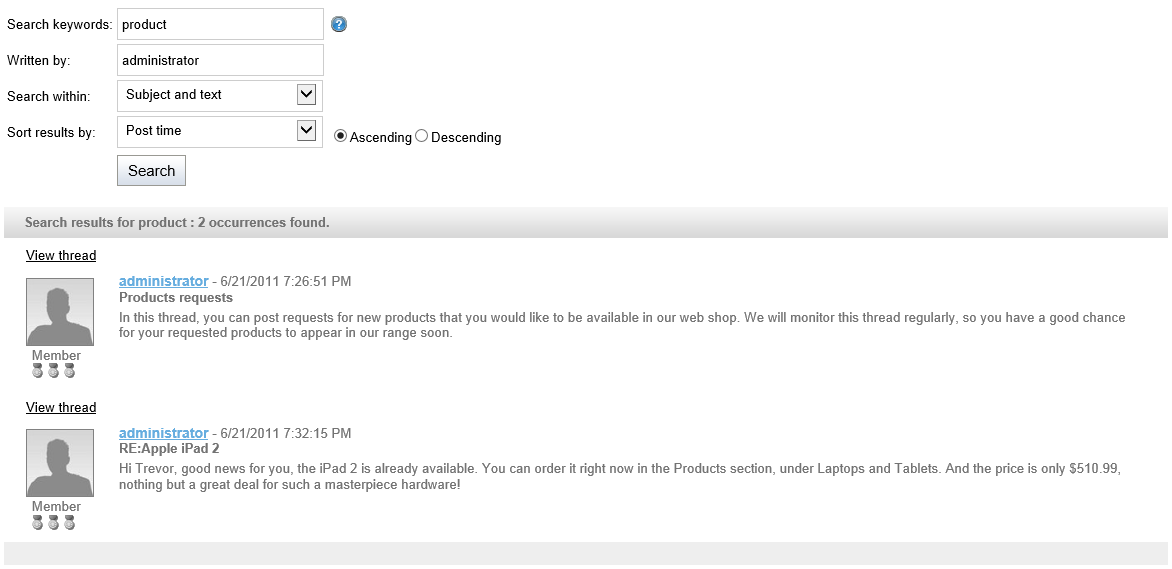 Search keywords: product ?
Written by: administrator
Search within: Subject and text
Sort results by: Post time Ascending Descending
Search
Search results for product : 2 occurrences found.
View thread
administrator - 6/21/2011 7:26:51 PM
Products requests
In this thread, you can post requests for new products that you would like to be available in our web shop. We will monitor this thread regularly, so you have a good chance
for your requested products to appear in our range soon.
Member
View thread
administrator - 6/21/2011 7:32:15 PM
RE:Apple iPad 2
Hi Trevor, good news for you, the iPad 2 is already available. You can order it right now in the Products section, under Laptops and Tablets. And the price is only $510.99,
nothing but a great deal for such a masterpiece hardware!
Member